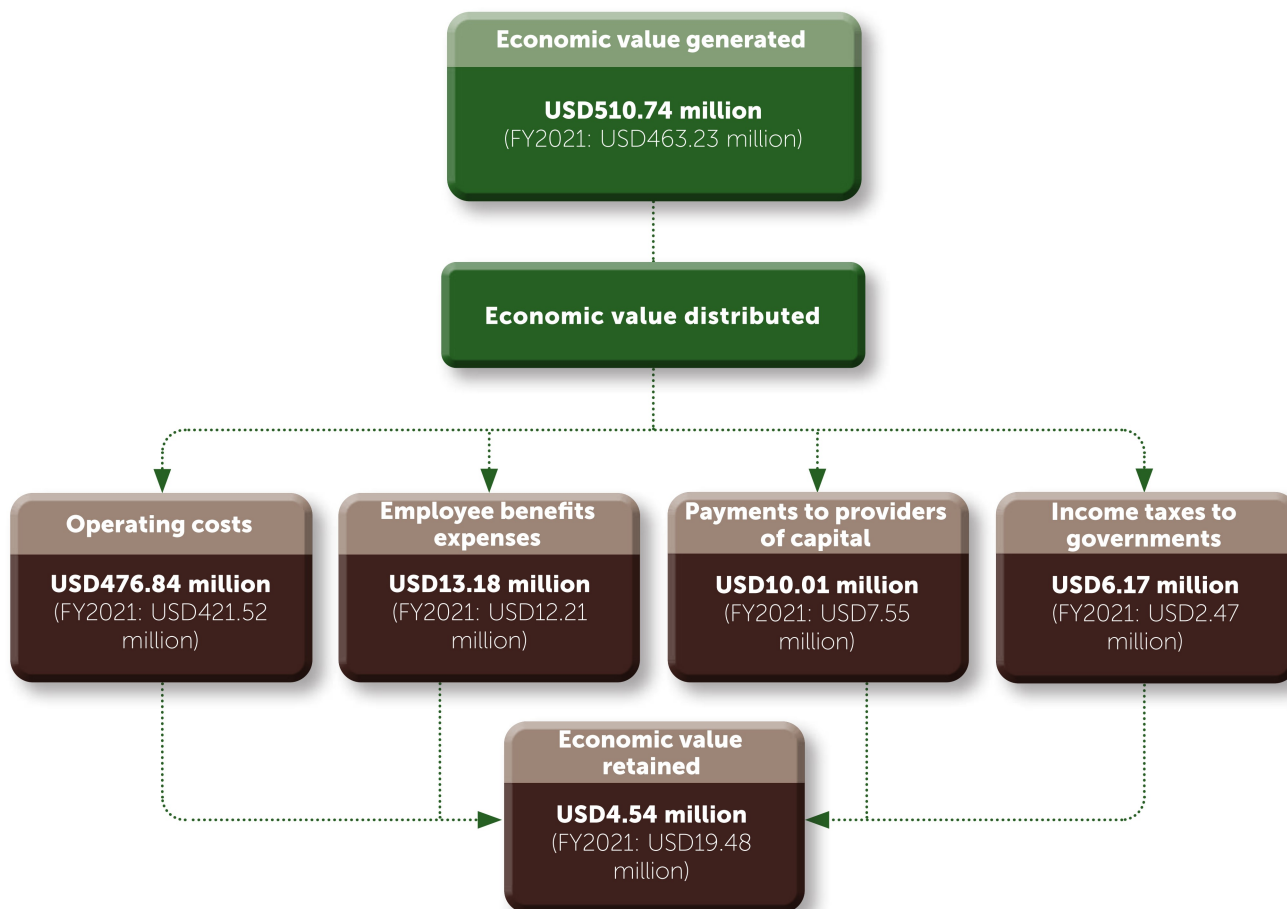 Economic value generated
USD510.74 million
(FY2021: USD463.23 million)
Economic value distributed
Operating costs
USD476.84 million
(FY2021: USD421.52
million)
Employee benefits
expenses
USD13.18 million
(FY2021: USD12.21
million)
Payments to providers
of capital
USD10.01 million
(FY2021: USD7.55
million)
Income taxes to
governments
USD6.17 million
(FY2021: USD2.47
million)
Economic value
retained
USD4.54 million
(FY2021: USD19.48
million)